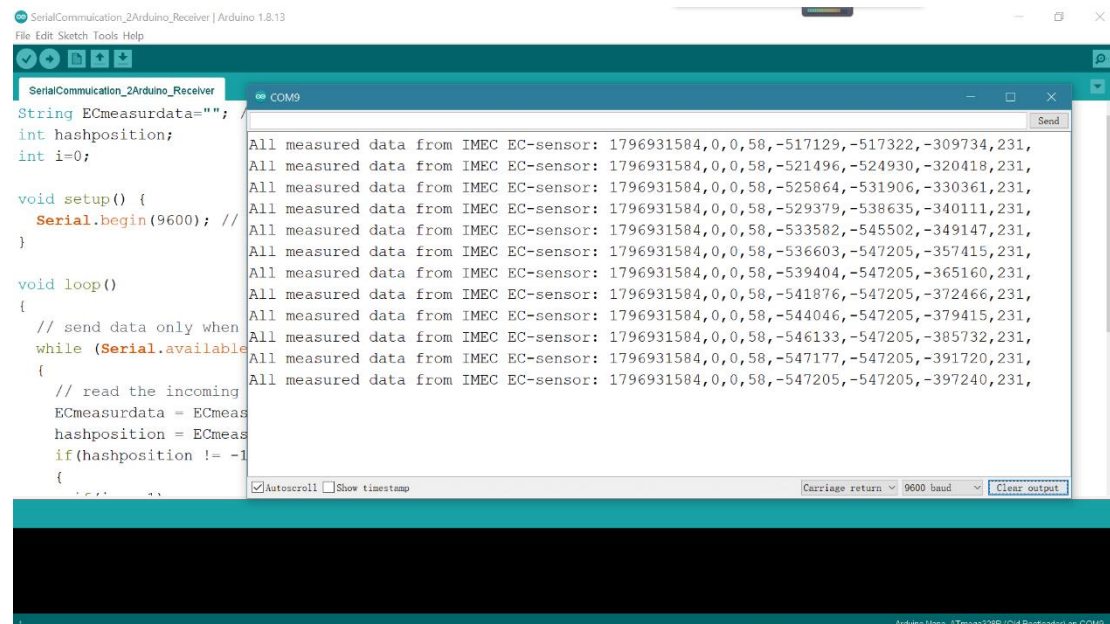 SerialCommuication_2Arduino_Receiver | Arduino 1.8.13
File Edit Sketch Tools Help
SerialCommuication_2Arduino_Receiver
String ECmeasurdata=""; /
int hashposition;
int i=0;
void setup() {
Serial.begin(9600); //
}
void loop()
{
// send data only when
while (Serial.available
{
// read the incoming
ECmeasurdata = ECmeas
hashposition = ECmeas
if(hashposition != -1
{
COM9
Send
All measured data from IMEC EC-sensor: 1796931584,0,0,58,-517129,-517322,-309734,231,
All measured data from IMEC EC-sensor: 1796931584,0,0,58,-521496,-524930,-320418,231,
All measured data from IMEC EC-sensor: 1796931584,0,0,58,-525864,-531906,-330361,231,
All measured data from IMEC EC-sensor: 1796931584,0,0,58,-529379,-538635,-340111,231,
All measured data from IMEC EC-sensor: 1796931584,0,0,58,-533582,-545502,-349147,231,
All measured data from IMEC EC-sensor: 1796931584,0,0,58,-536603,-547205,-357415,231,
All measured data from IMEC EC-sensor: 1796931584,0,0,58,-539404,-547205,-365160,231,
All measured data from IMEC EC-sensor: 1796931584,0,0,58,-541876,-547205,-372466,231,
All measured data from IMEC EC-sensor: 1796931584,0,0,58,-544046,-547205,-379415,231,
All measured data from IMEC EC-sensor: 1796931584,0,0,58,-546133,-547205,-385732,231,
All measured data from IMEC EC-sensor: 1796931584,0,0,58,-547177,-547205,-391720,231,
All measured data from IMEC EC-sensor: 1796931584,0,0,58,-547205,-547205,-397240,231,
Autoscroll Show timestamp Carriage return 9600 baud Clear output
Arduino Nano, ATmega328P (Old Bootloader) on COM9